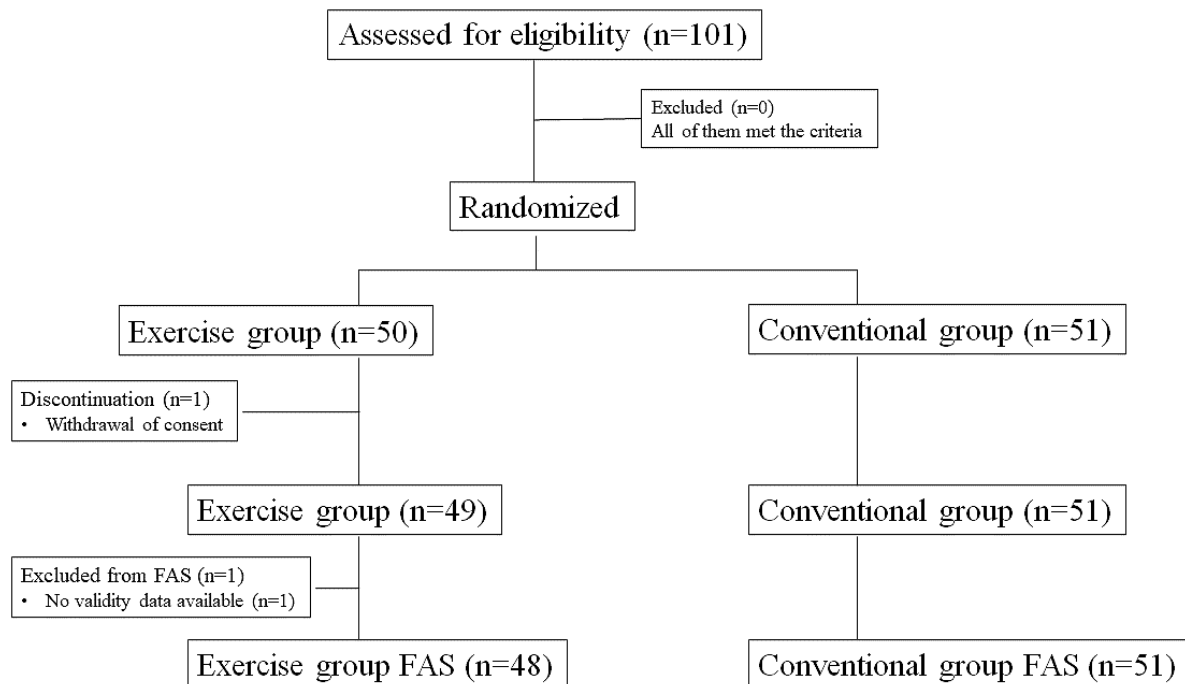 Assessed for eligibility (n=101)
Excluded (n=0)
All of them met the criteria
Randomized
Exercise group (n=50)
Conventional group (n=51)
Discontinuation (n=1)
• Withdrawal of consent
Exercise group (n=49)
Conventional group (n=51)
Excluded from FAS (n=1)
• No validity data available (n=1)
Exercise group FAS (n=48)
Conventional group FAS (n=51)